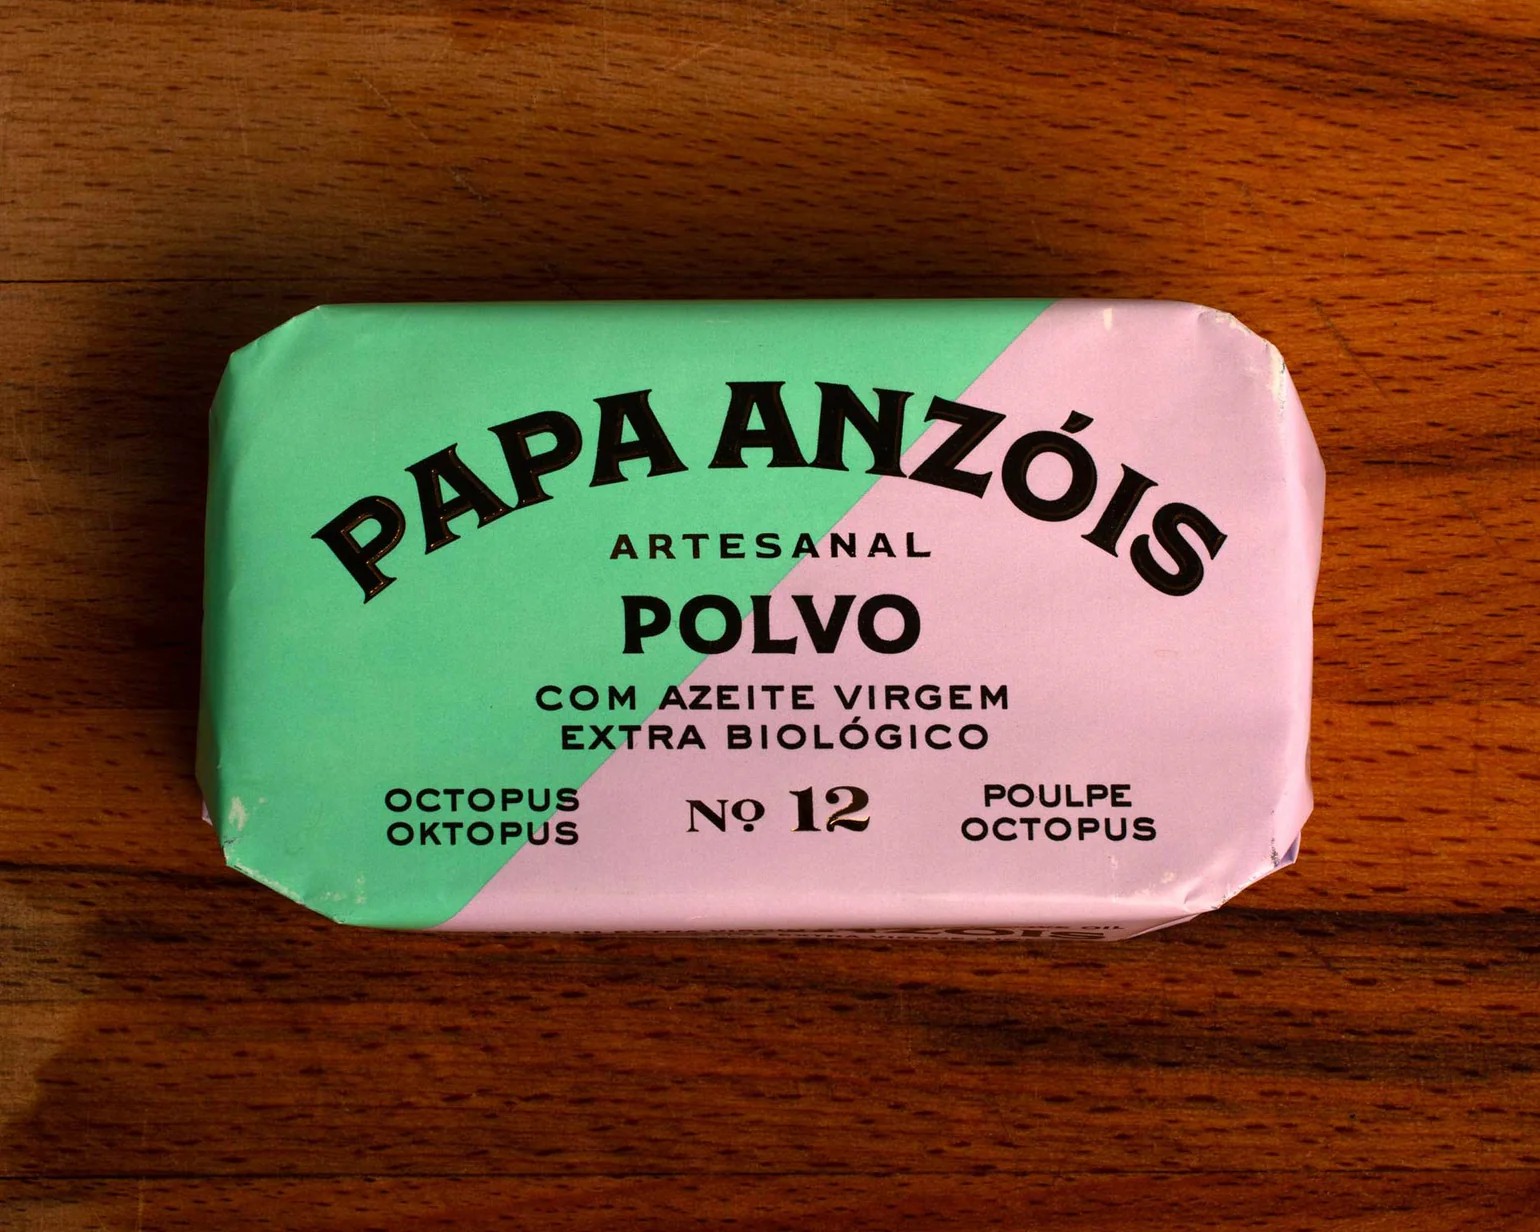 PAPA ANZÓIS
ARTESANAL
POLVO
COM AZEITE VIRGEM
EXTRA BIOLÓGICO
OCTOPUS
OKTOPUS
Nº 12
POULPE
OCTOPUS